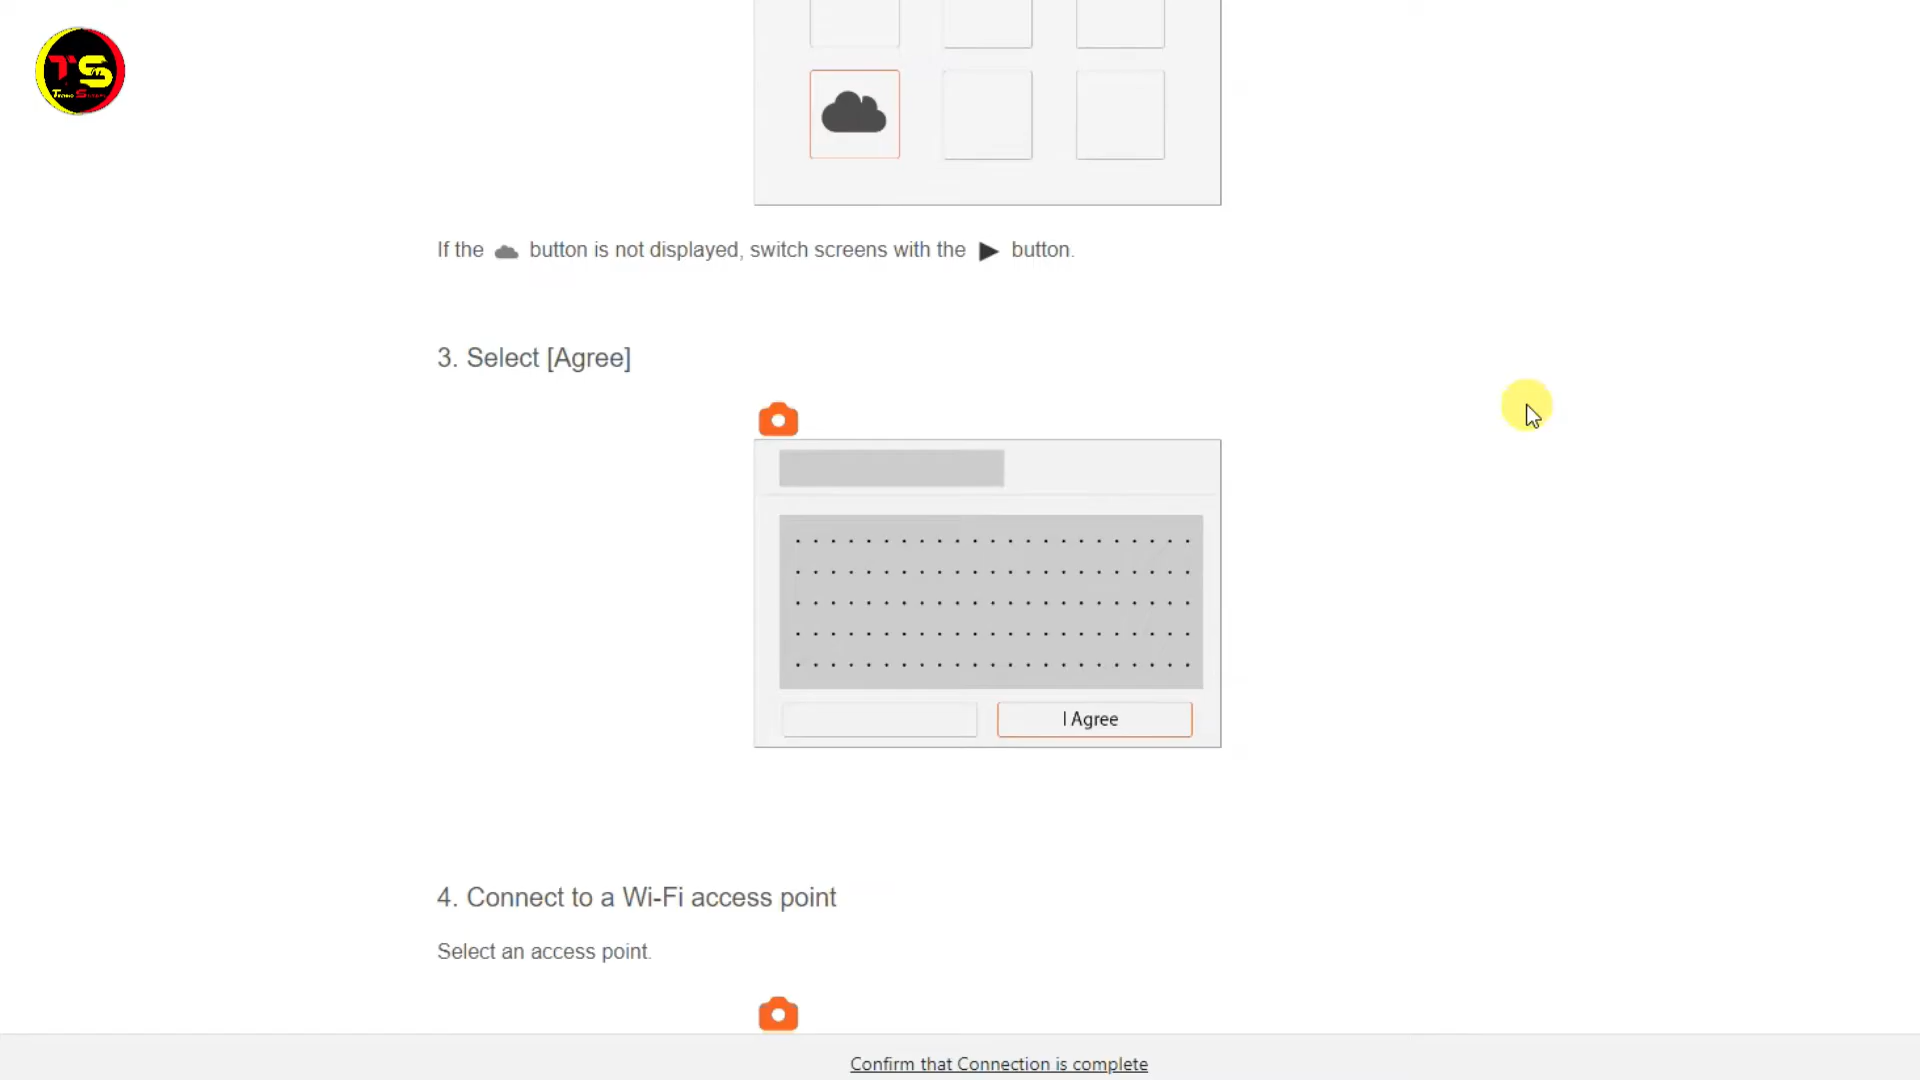 TS
If the button is not displayed, switch screens with the button.
3. Select [Agree]
I Agree
4. Connect to a Wi-Fi access point
Select an access point.
Confirm that Connection is complete